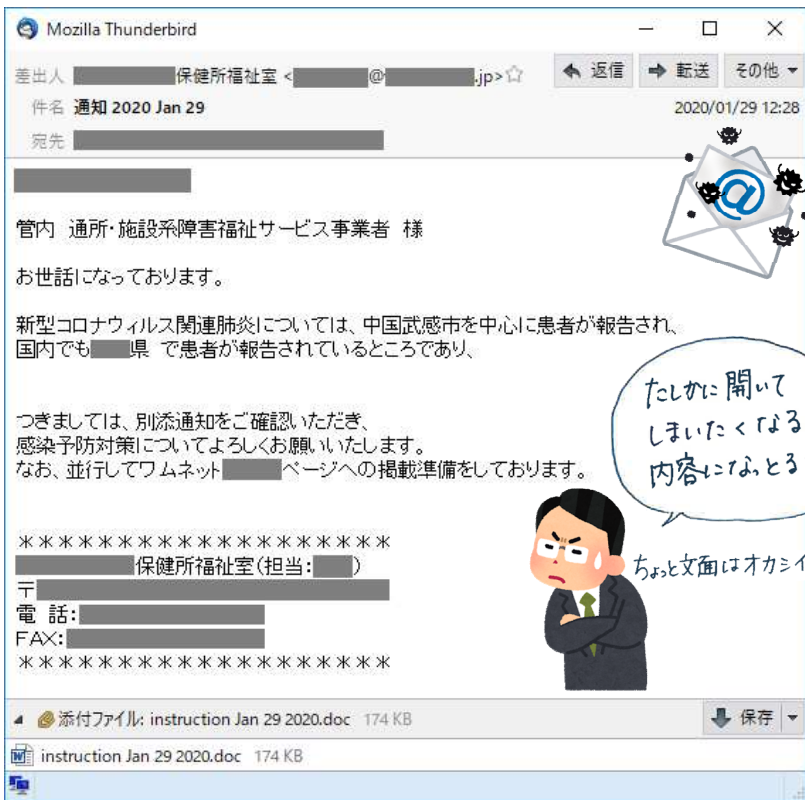 Mozilla Thunderbird
差出人 保健所福祉室 < @ .jp>☆ 返信 転送 その他
件名 通知 2020 Jan 29 2020/01/29 12:28
宛先
@
管内 通所・施設系障害福祉サービス事業者 様
お世話になっております。
新型コロナウィルス関連肺炎については、中国武感市を中心に患者が報告され、
国内でも 県 で患者が報告されているところであり、
つきましては、別添通知をご確認いただき、
感染予防対策についてよろしくお願いいたします。
なお、並行してワムネット ページへの掲載準備をしております。
たしかに開いて
しまいたくなる
内容になっとる
ちょっと文面はオカシイ
********************
保健所福祉室(担当: )
〒
電 話:
FAX:
********************
添付ファイル: instruction Jan 29 2020.doc 174 KB 保存
instruction Jan 29 2020.doc 174 KB